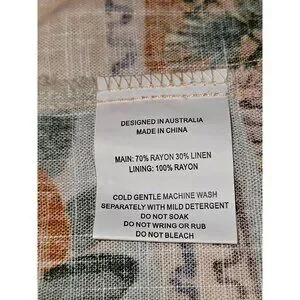 DESIGNED IN AUSTRALIA
MADE IN CHINA
MAIN: 70% RAYON 30% LINEN
LINING: 100% RAYON
COLD GENTLE MACHINE WASH
SEPARATELY WITH MILD DETERGENT
DO NOT SOAK
DO NOT WRING OR RUB
DO NOT BLEACH